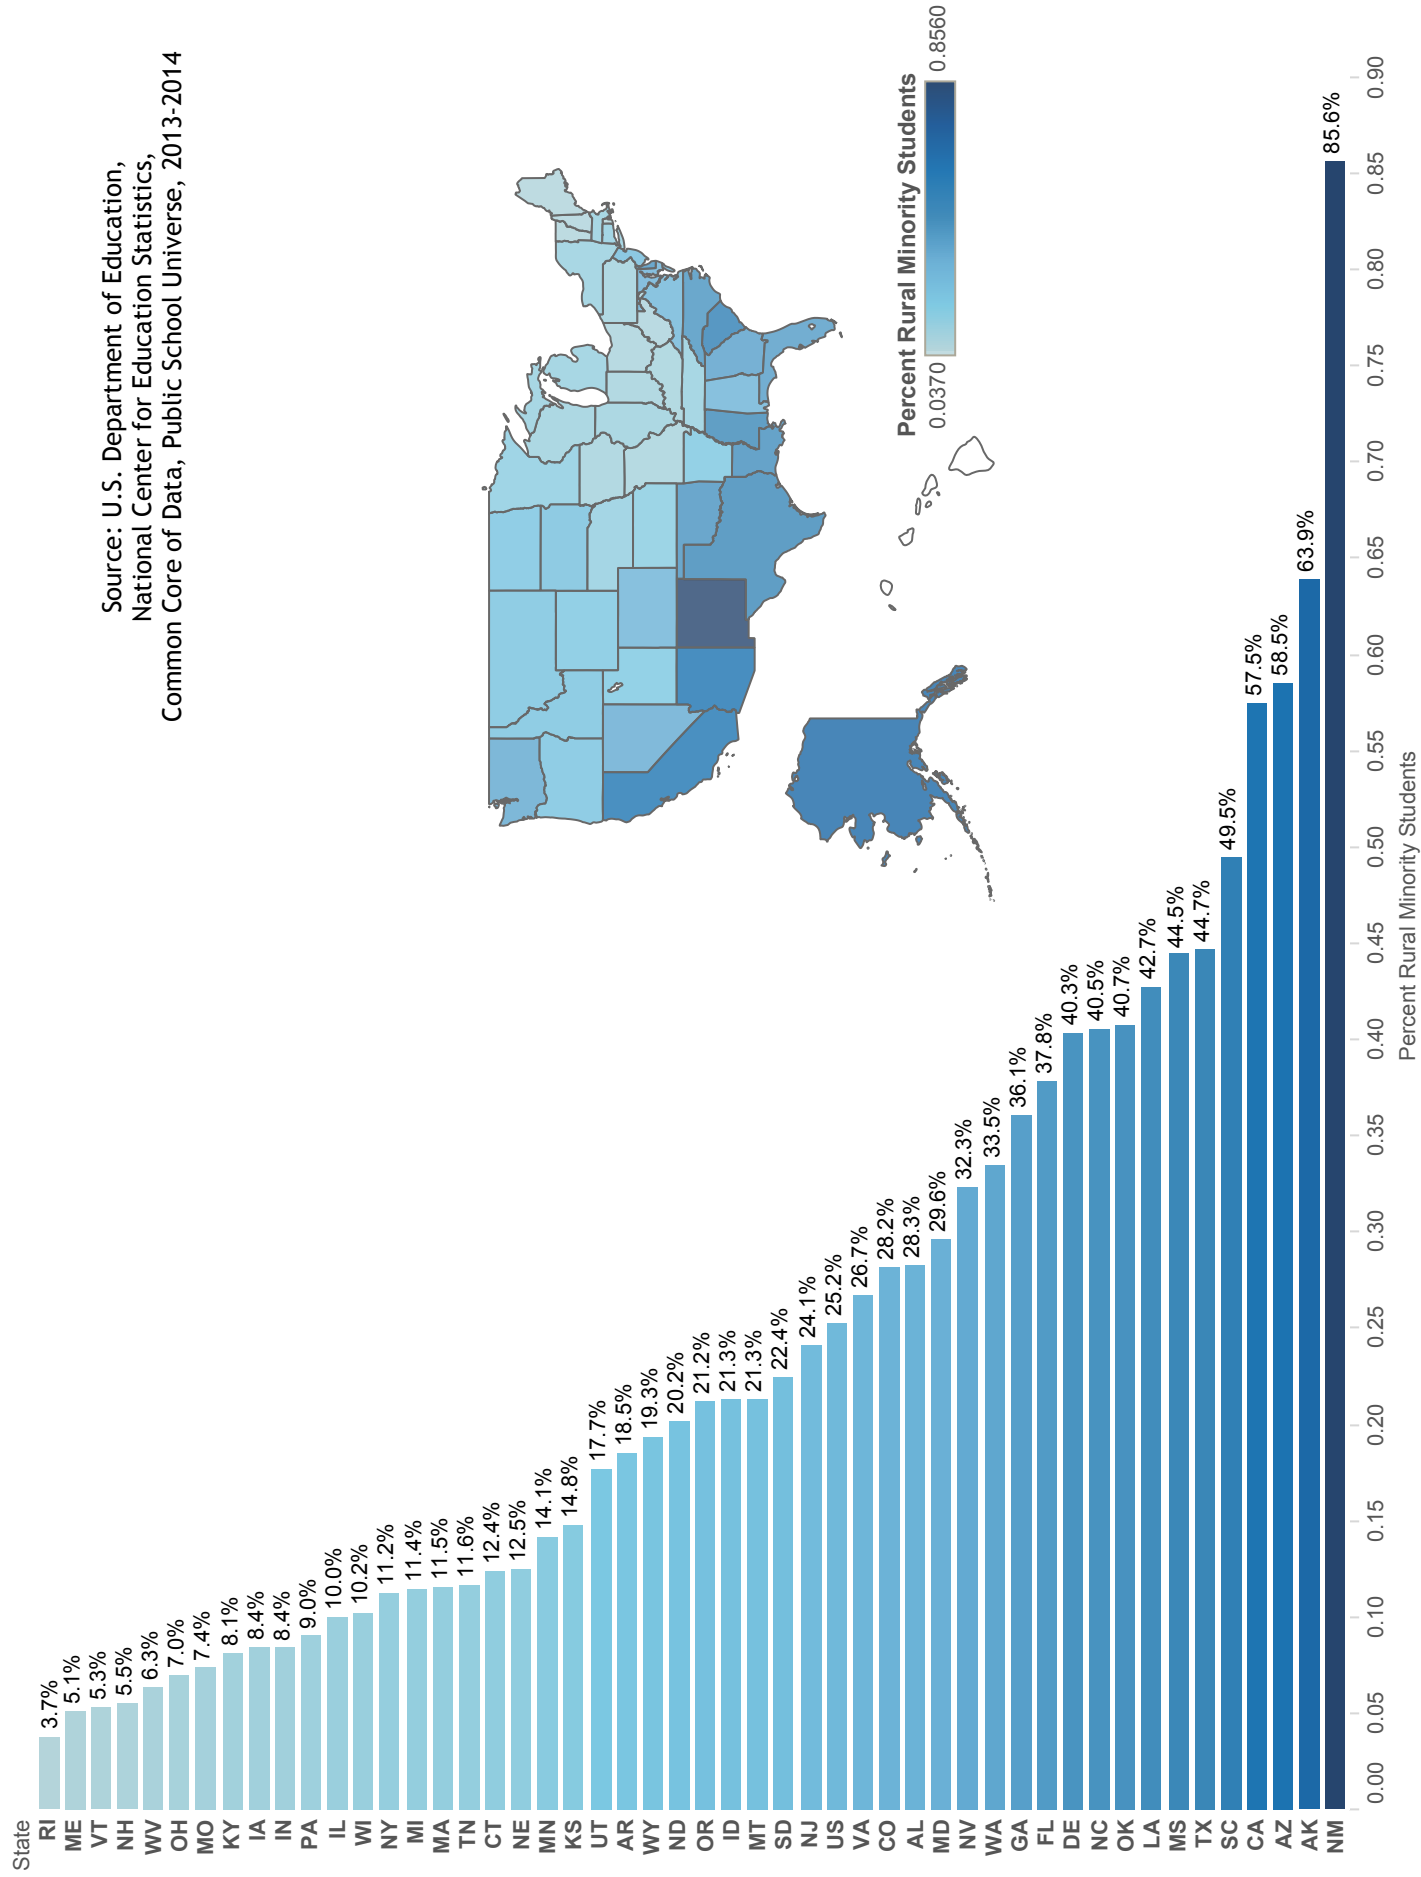 Source: U.S. Department of Education,
National Center for Education Statistics,
Common Core of Data, Public School Universe, 2013-2014
State
RI 3.7%
ME 5.1%
VT 5.3%
NH 5.5%
WV 6.3%
OH 7.0%
MO 7.4%
KY 8.1%
IA 8.4%
IN 8.4%
PA 9.0%
IL 10.0%
WI 10.2%
NY 11.2%
MI 11.4%
MA 11.5%
TN 11.6%
CT 12.4%
NE 12.5%
MN 14.1%
KS 14.8%
UT 17.7%
AR 18.5%
WY 19.3%
ND 20.2%
OR 21.2%
ID 21.3%
MT 21.3%
SD 22.4%
NJ 24.1%
US 25.2%
VA 26.7%
CO 28.2%
AL 28.3%
MD 29.6%
NV 32.3%
WA 33.5%
GA 36.1%
FL 37.8%
DE 40.3%
NC 40.5%
OK 40.7%
LA 42.7%
MS 44.5%
TX 44.7%
SC 49.5%
CA 57.5%
AZ 58.5%
AK 63.9%
NM 85.6%
Percent Rural Minority Students
0.0370 0.8560
0.00 0.05 0.10 0.15 0.20 0.25 0.30 0.35 0.40 0.45 0.50 0.55 0.60 0.65 0.70 0.75 0.80 0.85 0.90
Percent Rural Minority Students